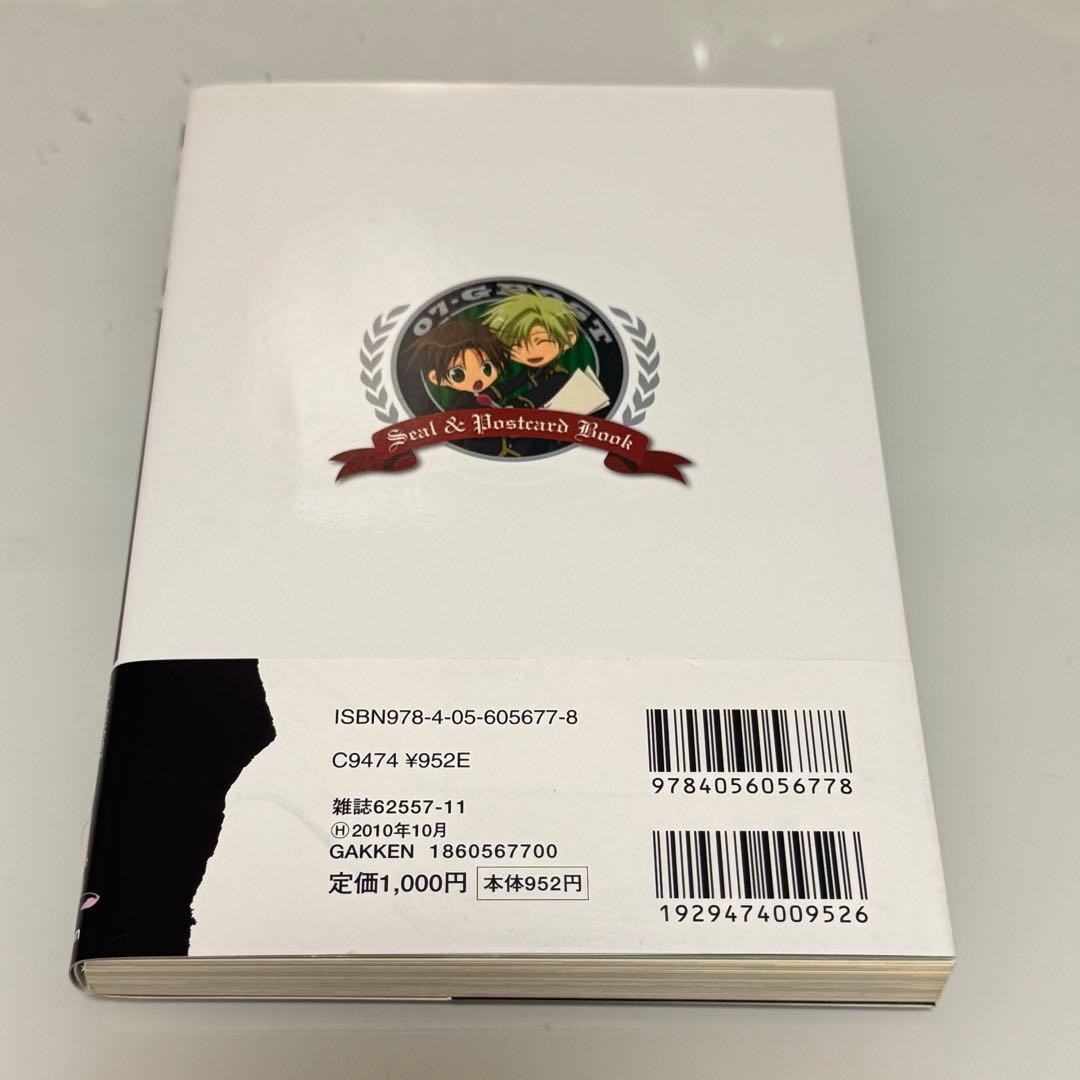 07-GHOST
Seal & Postcard Book
ISBN978-4-05-605677-8
C9474 ¥952E
雑誌62557-11
Ⓗ2010年10月
GAKKEN 1860567700
定価1,000円 本体952円
9784056056778
1929474009526